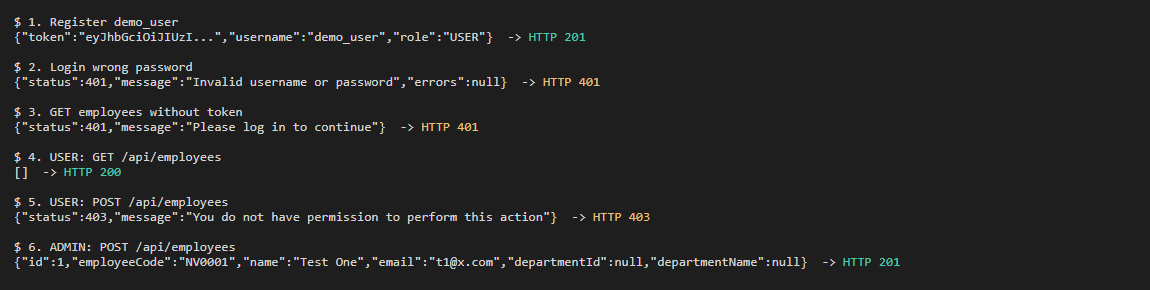 $ 1. Register demo_user
{"token":"eyJhbGciOiJIUzI...","username":"demo_user","role":"USER"}  -> HTTP 201
$ 2. Login wrong password
{"status":401,"message":"Invalid username or password","errors":null}  -> HTTP 401
$ 3. GET employees without token
{"status":401,"message":"Please log in to continue"}  -> HTTP 401
$ 4. USER: GET /api/employees
[]  -> HTTP 200
$ 5. USER: POST /api/employees
{"status":403,"message":"You do not have permission to perform this action"}  -> HTTP 403
$ 6. ADMIN: POST /api/employees
{"id":1,"employeeCode":"NV0001","name":"Test One","email":"t1@x.com","departmentId":null,"departmentName":null}  -> HTTP 201